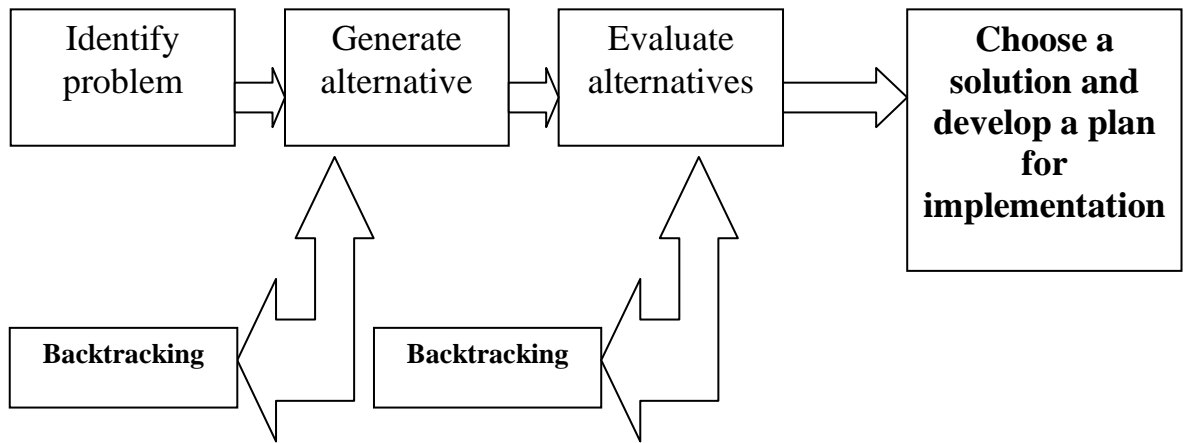 Identify
problem
Generate
alternative
Evaluate
alternatives
Choose a
solution and
develop a plan
for
implementation
Backtracking
Backtracking